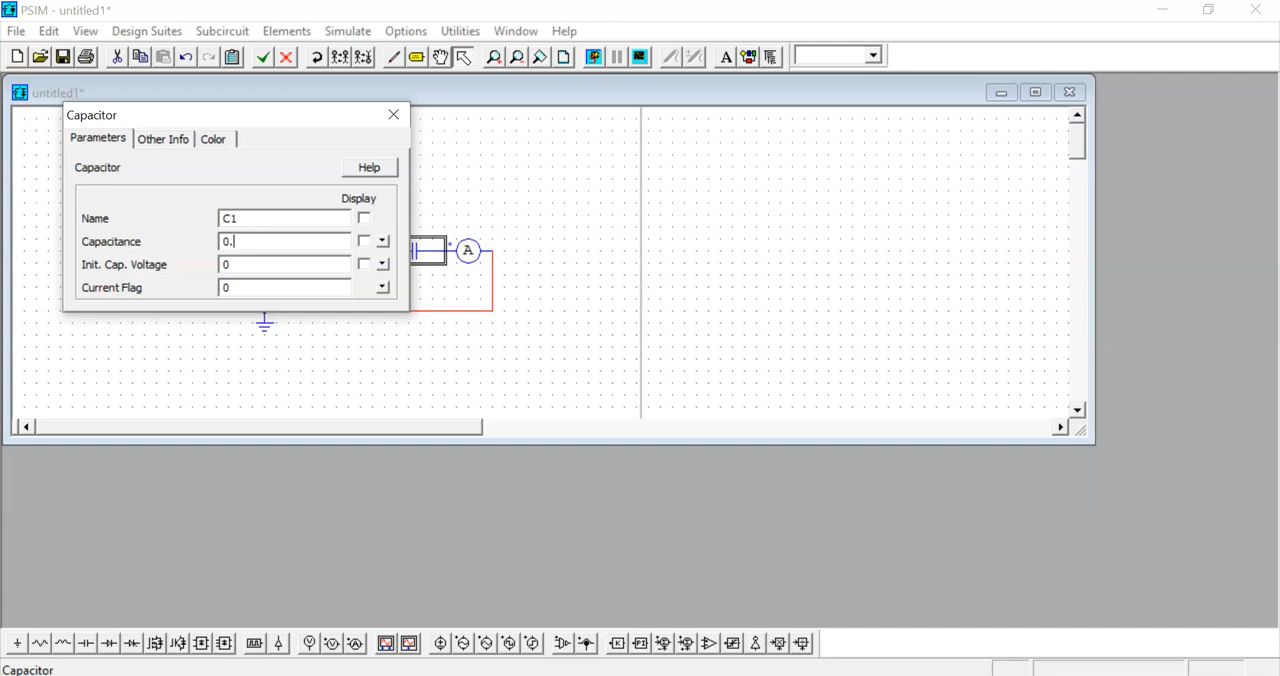 PSIM - untitled1*
File Edit View Design Suites Subcircuit Elements Simulate Options Utilities Window Help
untitled1*
Capacitor
Parameters Other Info Color
Capacitor Help
Display
Name C1
Capacitance 0.
Init. Cap. Voltage 0
Current Flag 0
A
Capacitor